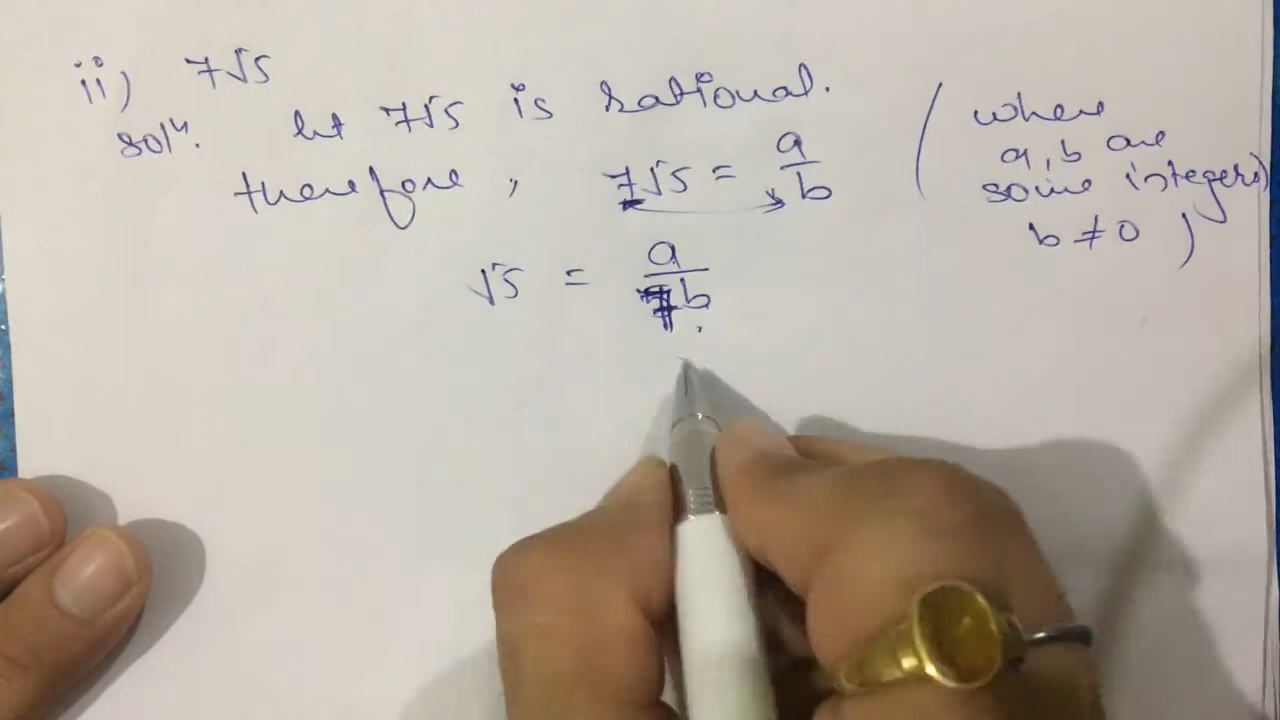 ii) 7√5
solⁿ. let 7√5 is rational.
therefore, 7√5 = a/b
(where
a, b are
some integers)
b ≠ 0)
√5 = a/7b